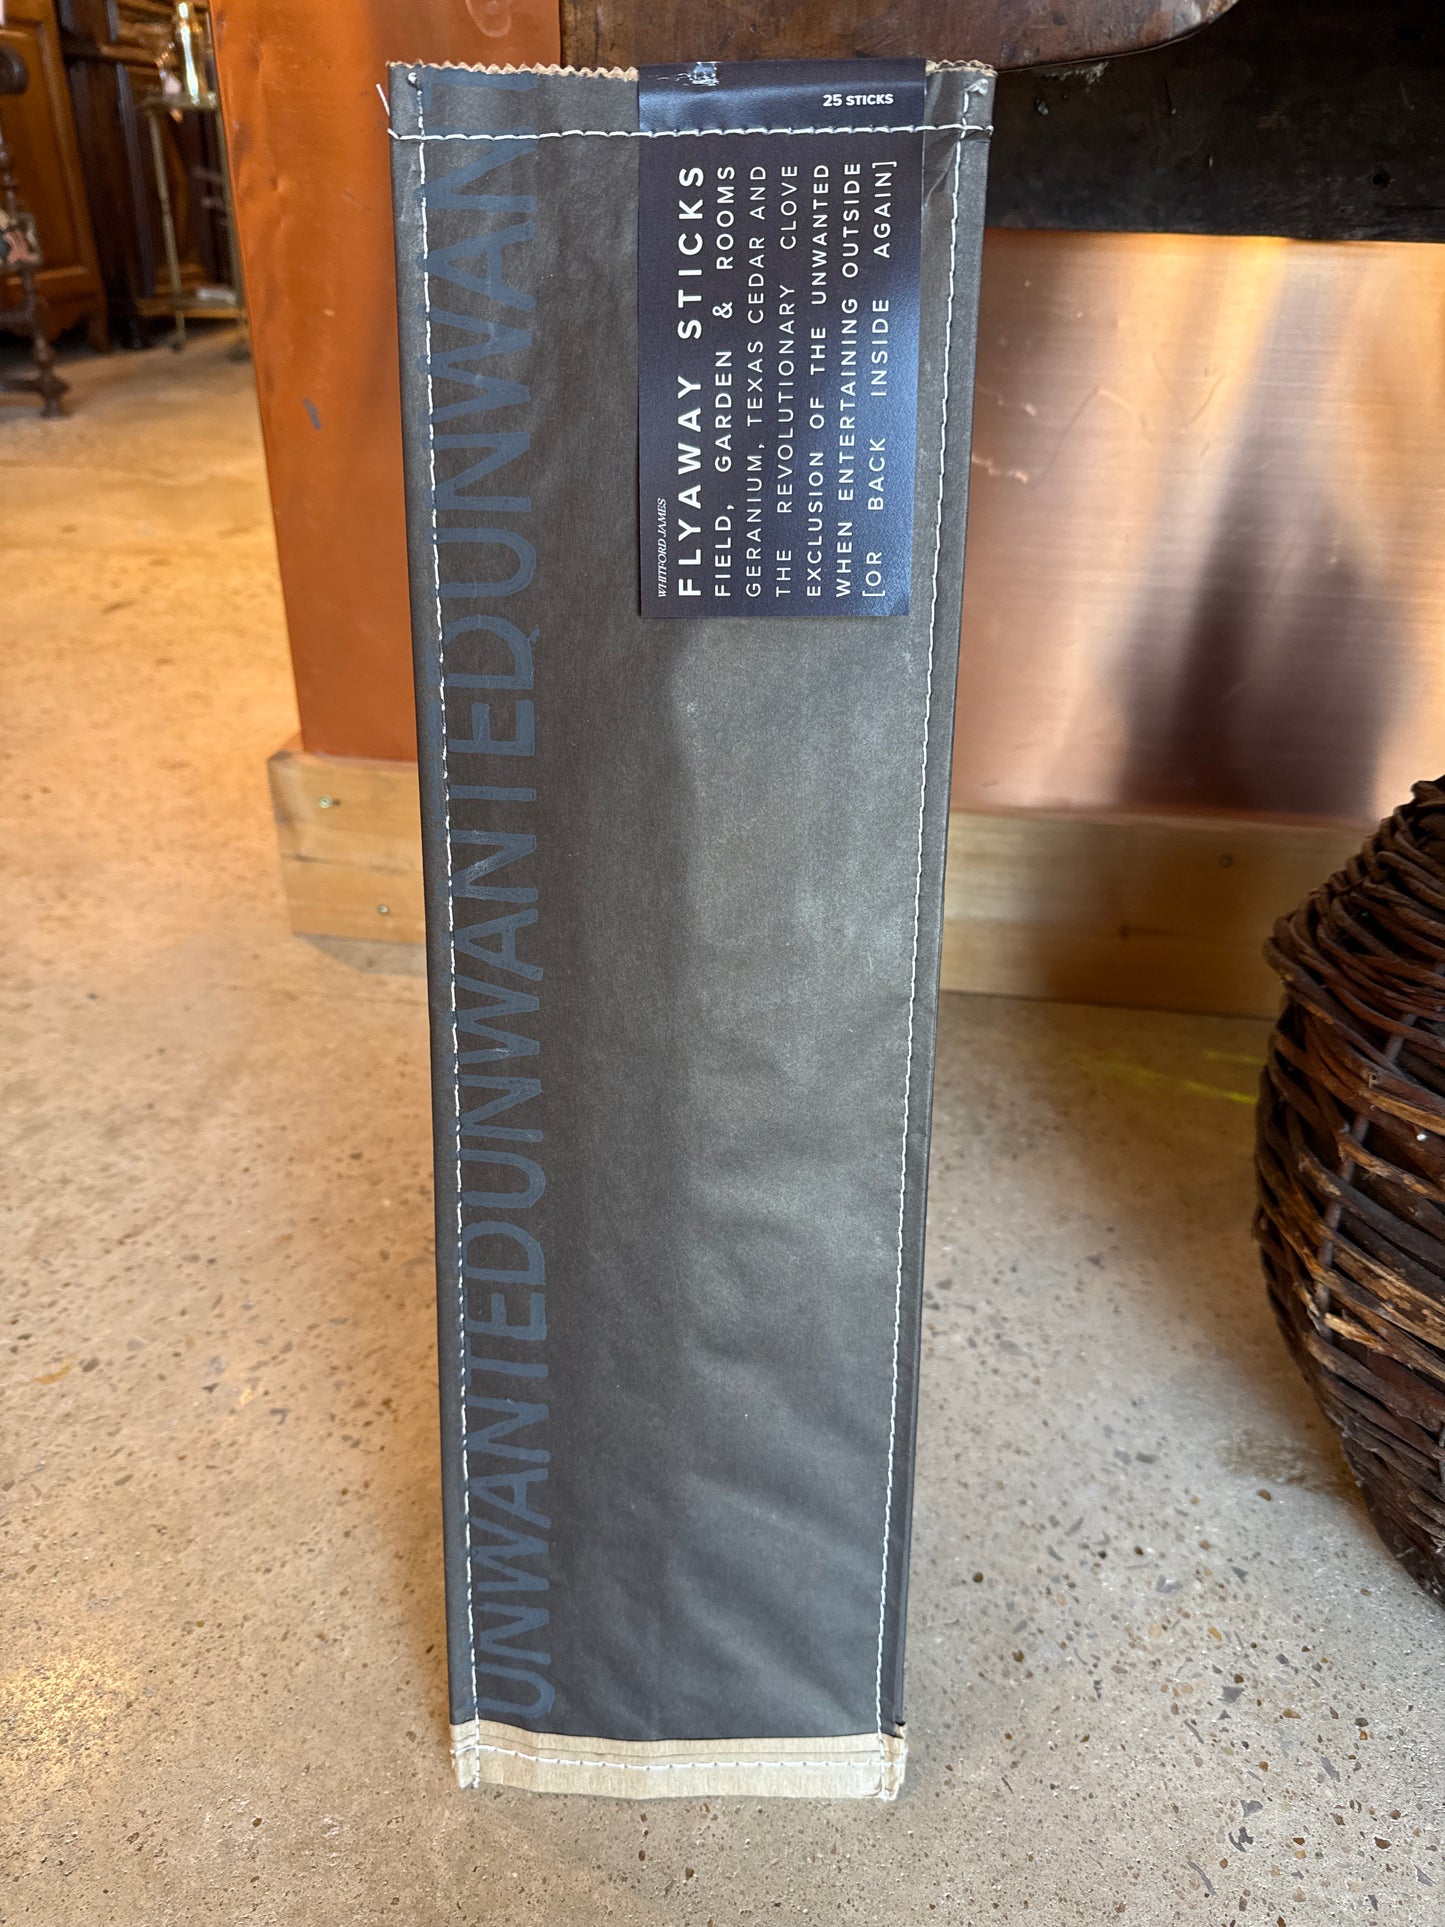 25 STICKS
WHITFORD JAMES
FLYAWAY STICKS
FIELD, GARDEN & ROOMS
GERANIUM, TEXAS CEDAR AND
THE REVOLUTIONARY CLOVE
EXCLUSION OF THE UNWANTED
WHEN ENTERTAINING OUTSIDE
[OR BACK INSIDE AGAIN]
UNWANTEDUNWANTEDUNWANT